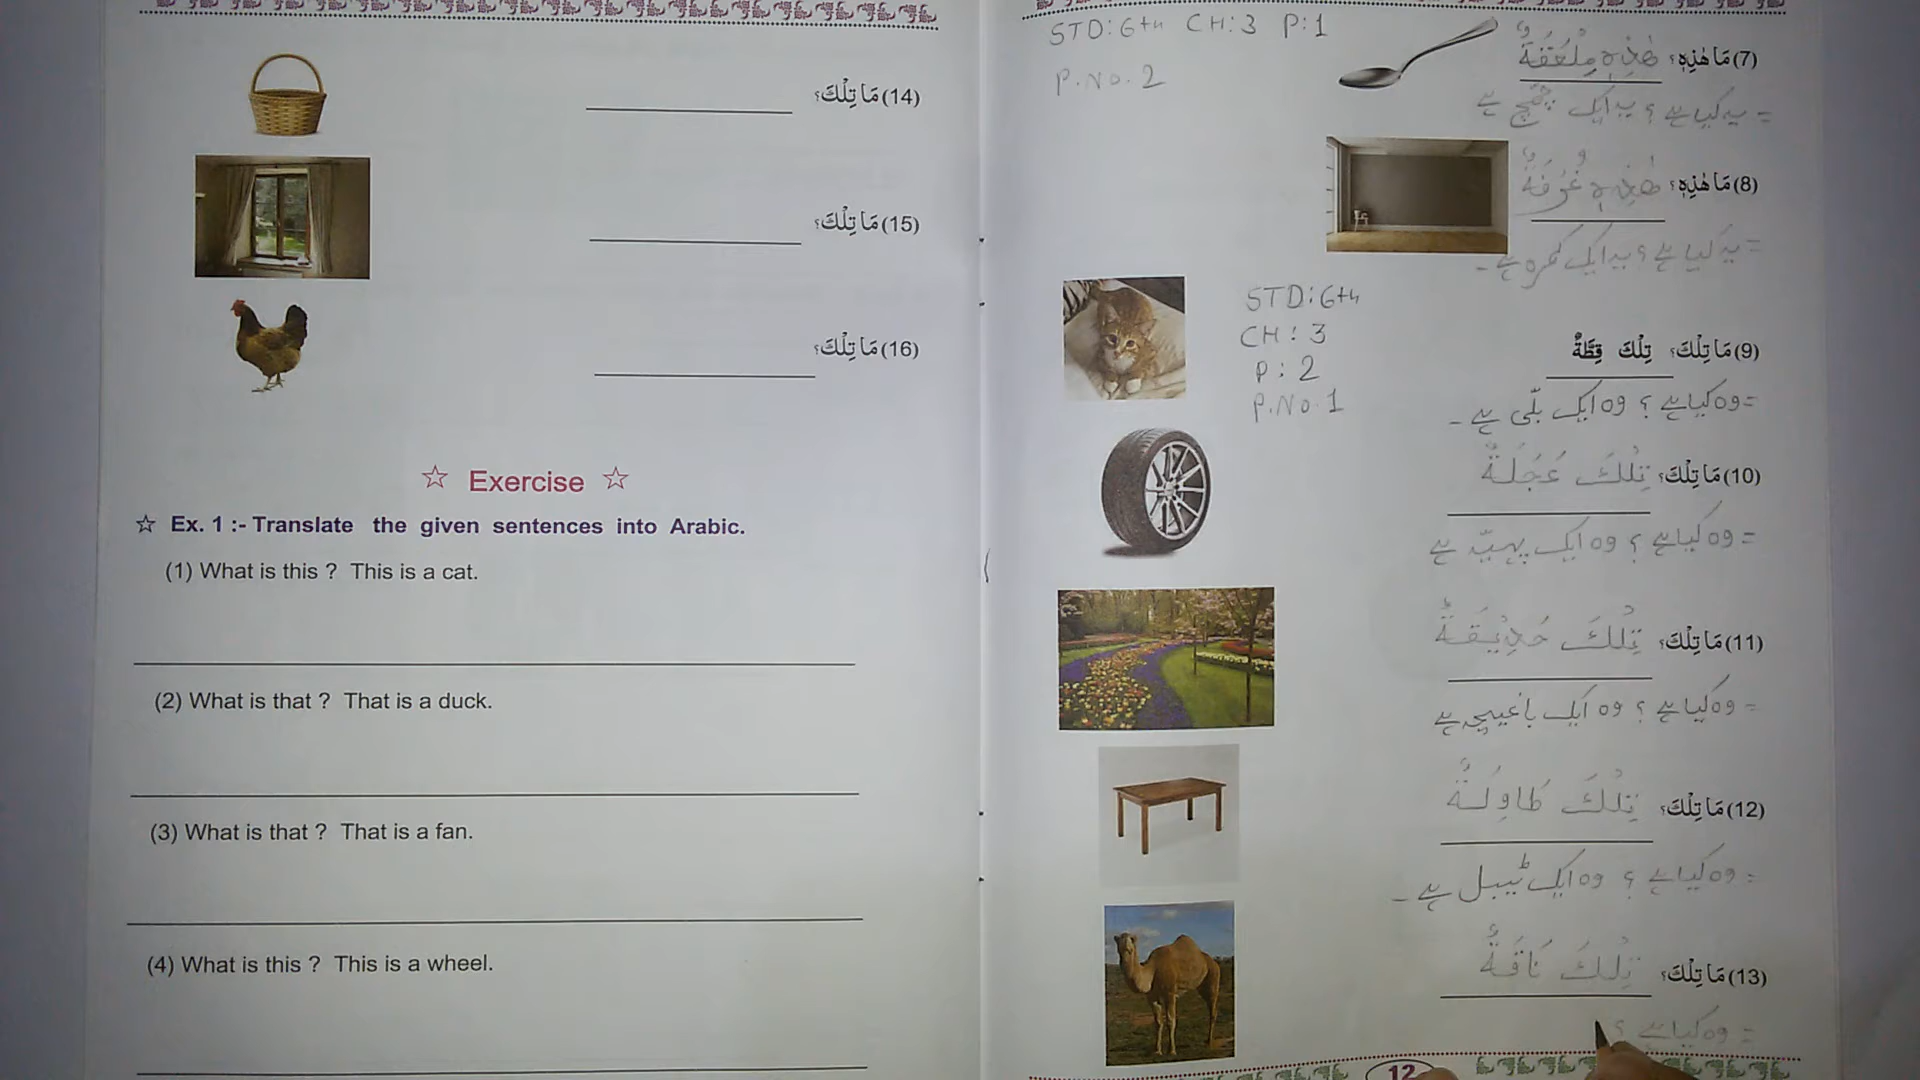 STD: 6th CH: 3 P: 1
P. No. 2
(7) مَا هٰذِهٖ؟ هٰذِهٖ مِلْعَقَةٌ
= یہ کیا ہے ؟ یہ ایک چمّچ ہے
(8) مَا هٰذِهٖ؟ هٰذِهٖ غُرْفَةٌ
= یہ کیا ہے ؟ یہ ایک کمرہ ہے -
STD: 6th
CH: 3
P: 2
P. No. 1
(9) مَا تِلْكَ؟ تِلْكَ قِطَّةٌ
= وہ کیا ہے ؟ وہ ایک بلّی ہے -
(10) مَا تِلْكَ؟ تِلْكَ عَجَلَةٌ
= وہ کیا ہے ؟ وہ ایک پہیّہ ہے
(11) مَا تِلْكَ؟ تِلْكَ حَدِيْقَةٌ
= وہ کیا ہے ؟ وہ ایک باغیچہ ہے
(12) مَا تِلْكَ؟ تِلْكَ طَاوِلَةٌ
= وہ کیا ہے ؟ وہ ایک ٹیبل ہے -
(13) مَا تِلْكَ؟ تِلْكَ نَاقَةٌ
= وہ کیا ہے ؟
12
(14) مَا تِلْكَ؟
(15) مَا تِلْكَ؟
(16) مَا تِلْكَ؟
☆ Exercise ☆
☆ Ex. 1 :- Translate the given sentences into Arabic.
(1) What is this ? This is a cat.
(2) What is that ? That is a duck.
(3) What is that ? That is a fan.
(4) What is this ? This is a wheel.